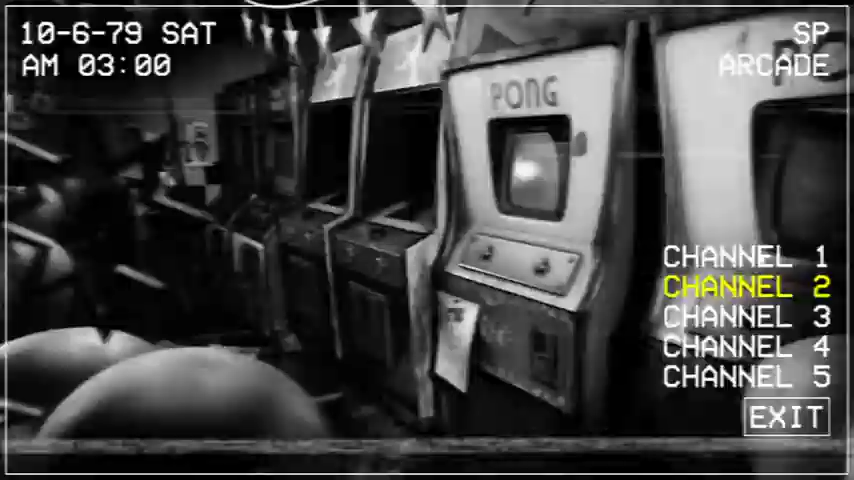 10-6-79 SAT
AM 03:00
SP
ARCADE
PONG
CHANNEL 1
CHANNEL 2
CHANNEL 3
CHANNEL 4
CHANNEL 5
EXIT